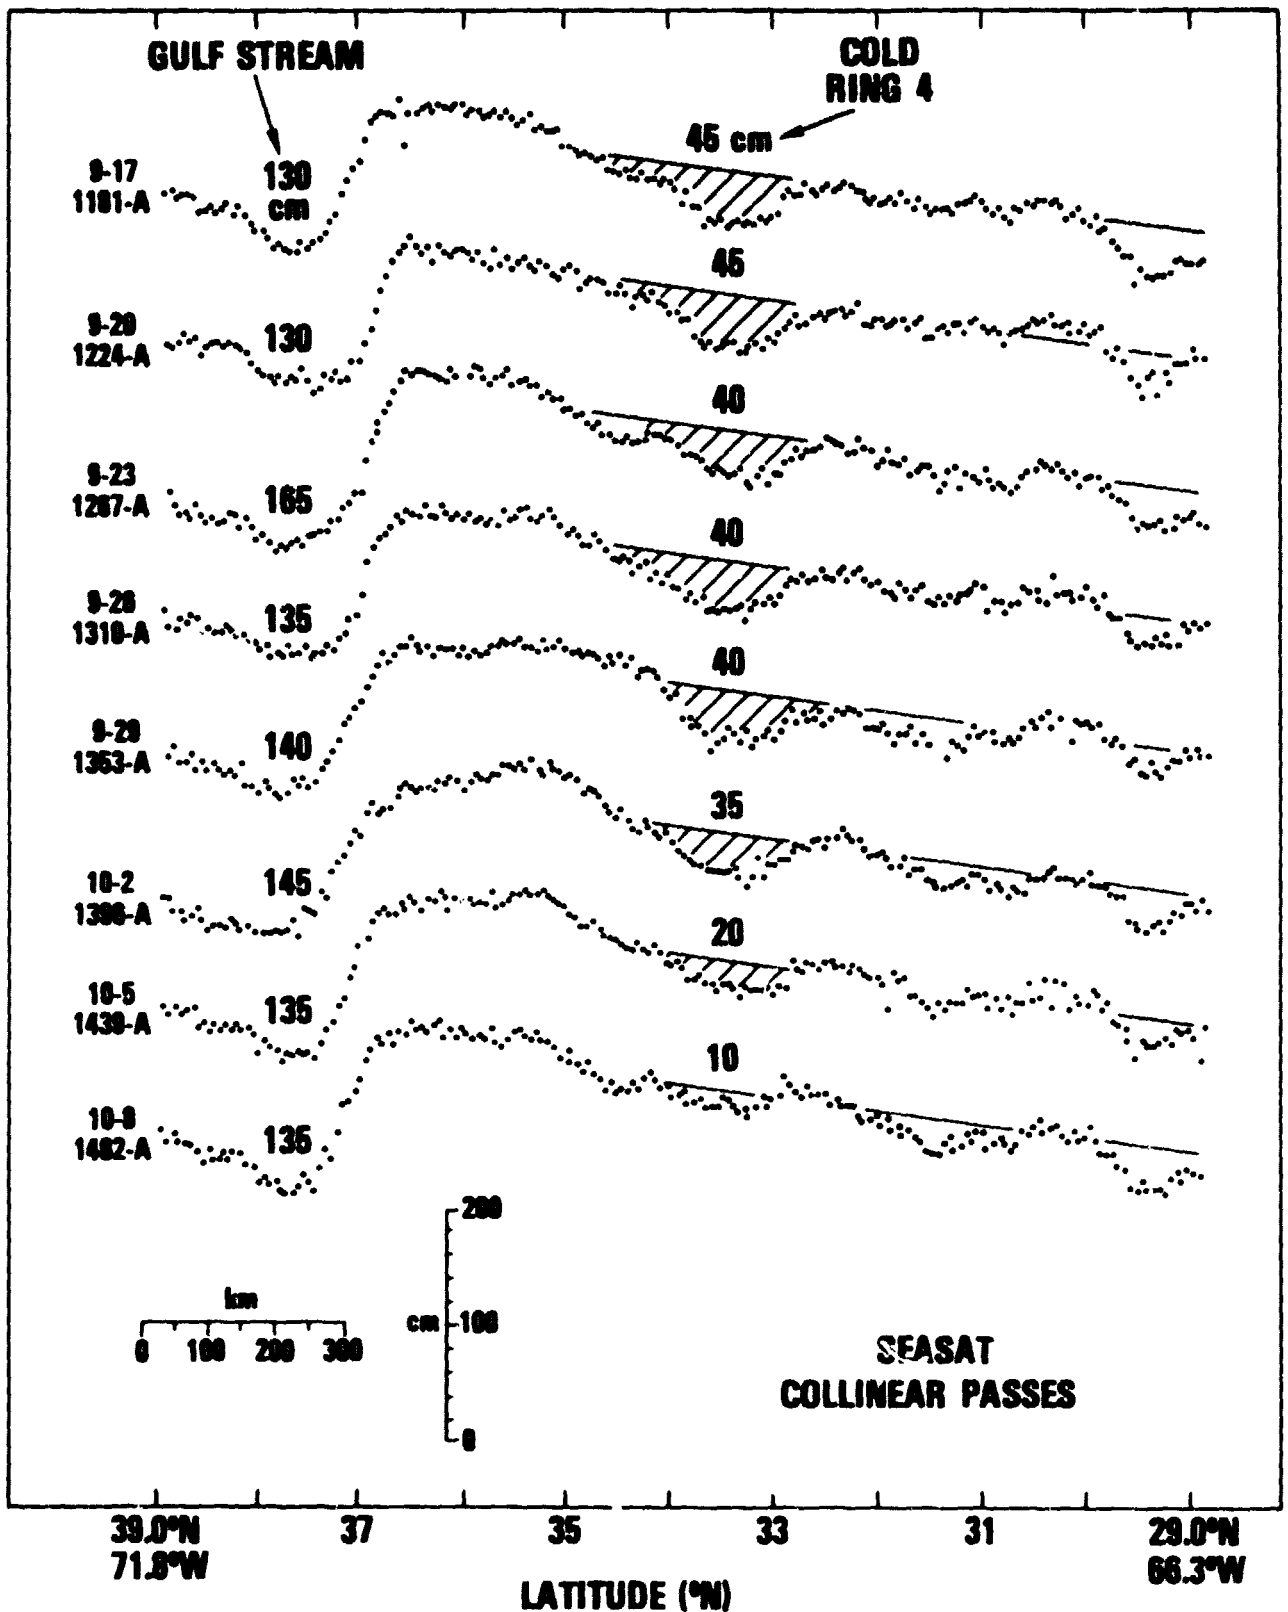 GULF STREAM
COLD
RING 4
45 cm
9-17
1181-A
130
cm
45
9-20
1224-A
130
40
9-23
1267-A
165
40
9-26
1310-A
135
40
9-29
1353-A
140
35
10-2
1396-A
145
20
10-5
1439-A
135
10
10-8
1482-A
135
200
km
cm
100
0 100 200 300
0
SEASAT
COLLINEAR PASSES
39.0°N 37 35 33 31 29.0°N
71.8°W 66.3°W
LATITUDE (°N)